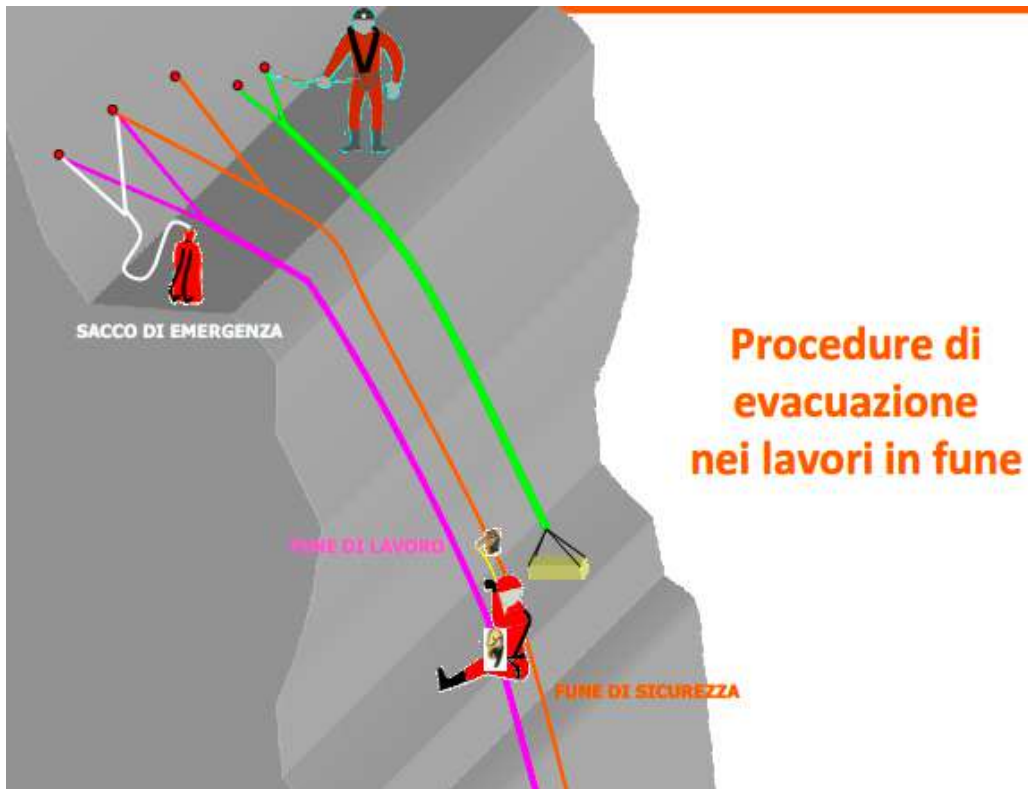 SACCO DI EMERGENZA
Procedure di
evacuazione
nei lavori in fune
FUNE DI LAVORO
FUNE DI SICUREZZA